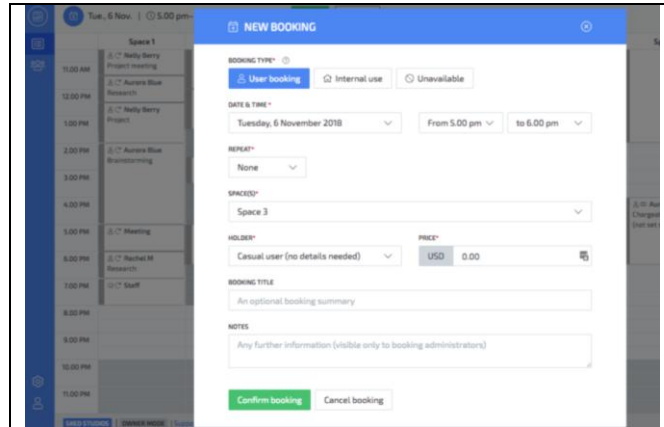 Tue., 6 Nov. | 5.00 pm-
NEW BOOKING
Space 1
BOOKING TYPE*
User booking Internal use Unavailable
DATE & TIME *
Tuesday, 6 November 2018 From 5.00 pm to 6.00 pm
REPEAT*
None
SPACE(S)*
Space 3
HOLDER* PRICE*
Casual user (no details needed) USD 0.00
BOOKING TITLE
An optional booking summary
NOTES
Any further information (visible only to booking administrators)
Confirm booking Cancel booking
Nelly Berry
11.00 AM Project meeting
Aurora Blue
12.00 PM Research
Nelly Berry
1.00 PM Project
2.00 PM Aurora Blue
Brainstorming
3.00 PM
4.00 PM
5.00 PM Meeting
6.00 PM Rachel M
Research
7.00 PM Staff
8.00 PM
9.00 PM
10.00 PM
11.00 PM
OWNER MODE